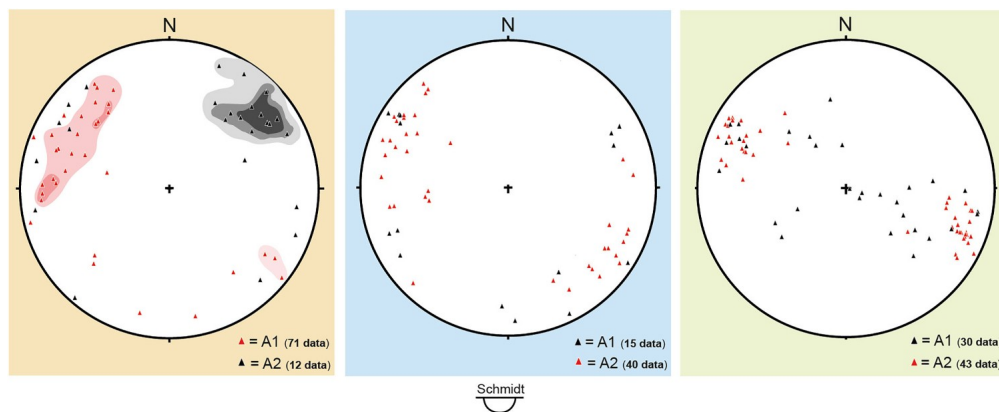 N
N
N
▲ = A1 (71 data)
▲ = A2 (12 data)
▲ = A1 (15 data)
▲ = A2 (40 data)
▲ = A1 (30 data)
▲ = A2 (43 data)
Schmidt